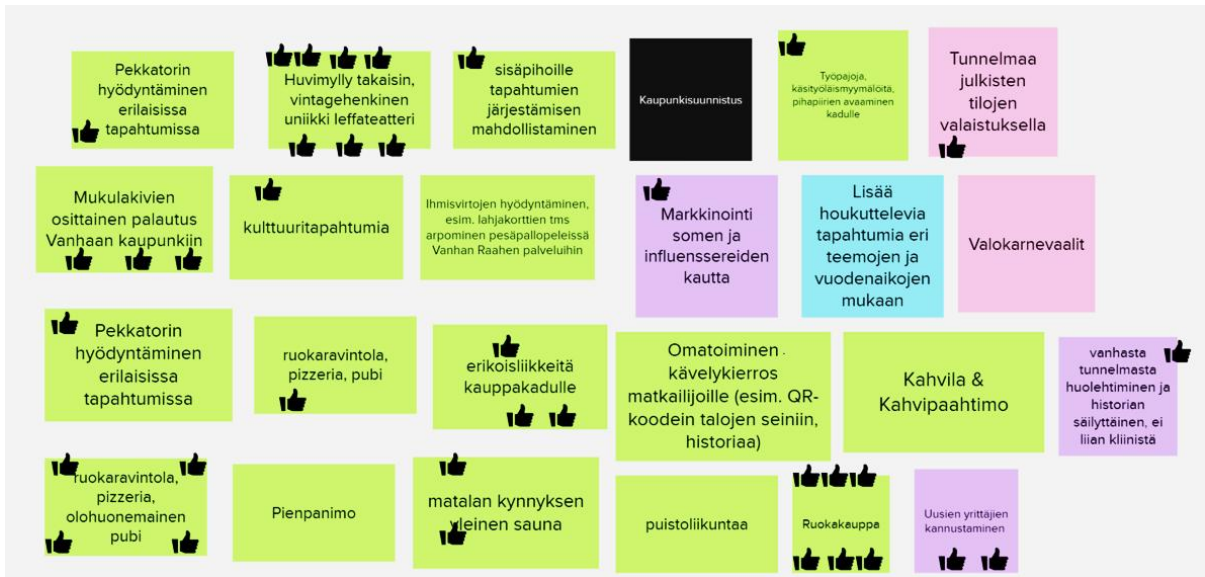 Pekkatorin
hyödyntäminen
erilaisissa
tapahtumissa
Huvimylly takaisin,
vintagehenkinen
uniikki leffateatteri
sisäpihoille
tapahtumien
järjestämisen
mahdollistaminen
Kaupunkisuunnistus
Työpajoja,
käsityöläismyymälöitä,
pihapiirien avaaminen
kadulle
Tunnelmaa
julkisten
tilojen
valaistuksella
Mukulakivien
osittainen palautus
Vanhaan kaupunkiin
kulttuuritapahtumia
Ihmisvirtojen hyödyntäminen,
esim. lahjakorttien tms
arpominen pesäpallopeleissä
Vanhan Raahen palveluihin
Markkinointi
somen ja
influenssereiden
kautta
Lisää
houkuttelevia
tapahtumia eri
teemojen ja
vuodenaikojen
mukaan
Valokarnevaalit
Pekkatorin
hyödyntäminen
erilaisissa
tapahtumissa
ruokaravintola,
pizzeria, pubi
erikoisliikkeitä
kauppakadulle
Omatoiminen
kävelykierros
matkailijoille (esim. QR-
koodein talojen seiniin,
historiaa)
Kahvila &
Kahvipaahtimo
vanhasta
tunnelmasta
huolehtiminen ja
historian
säilyttäinen, ei
liian kliinistä
ruokaravintola,
pizzeria,
olohuonemainen
pubi
Pienpanimo
matalan kynnyksen
yleinen sauna
puistoliikuntaa
Ruokakauppa
Uusien yrittäjien
kannustaminen